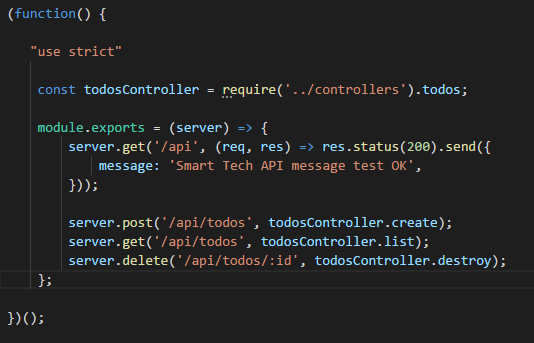 (function() {
"use strict"
const todosController = require('../controllers').todos;
module.exports = (server) => {
server.get('/api', (req, res) => res.status(200).send({
message: 'Smart Tech API message test OK',
}));
server.post('/api/todos', todosController.create);
server.get('/api/todos', todosController.list);
server.delete('/api/todos/:id', todosController.destroy);
};
})();